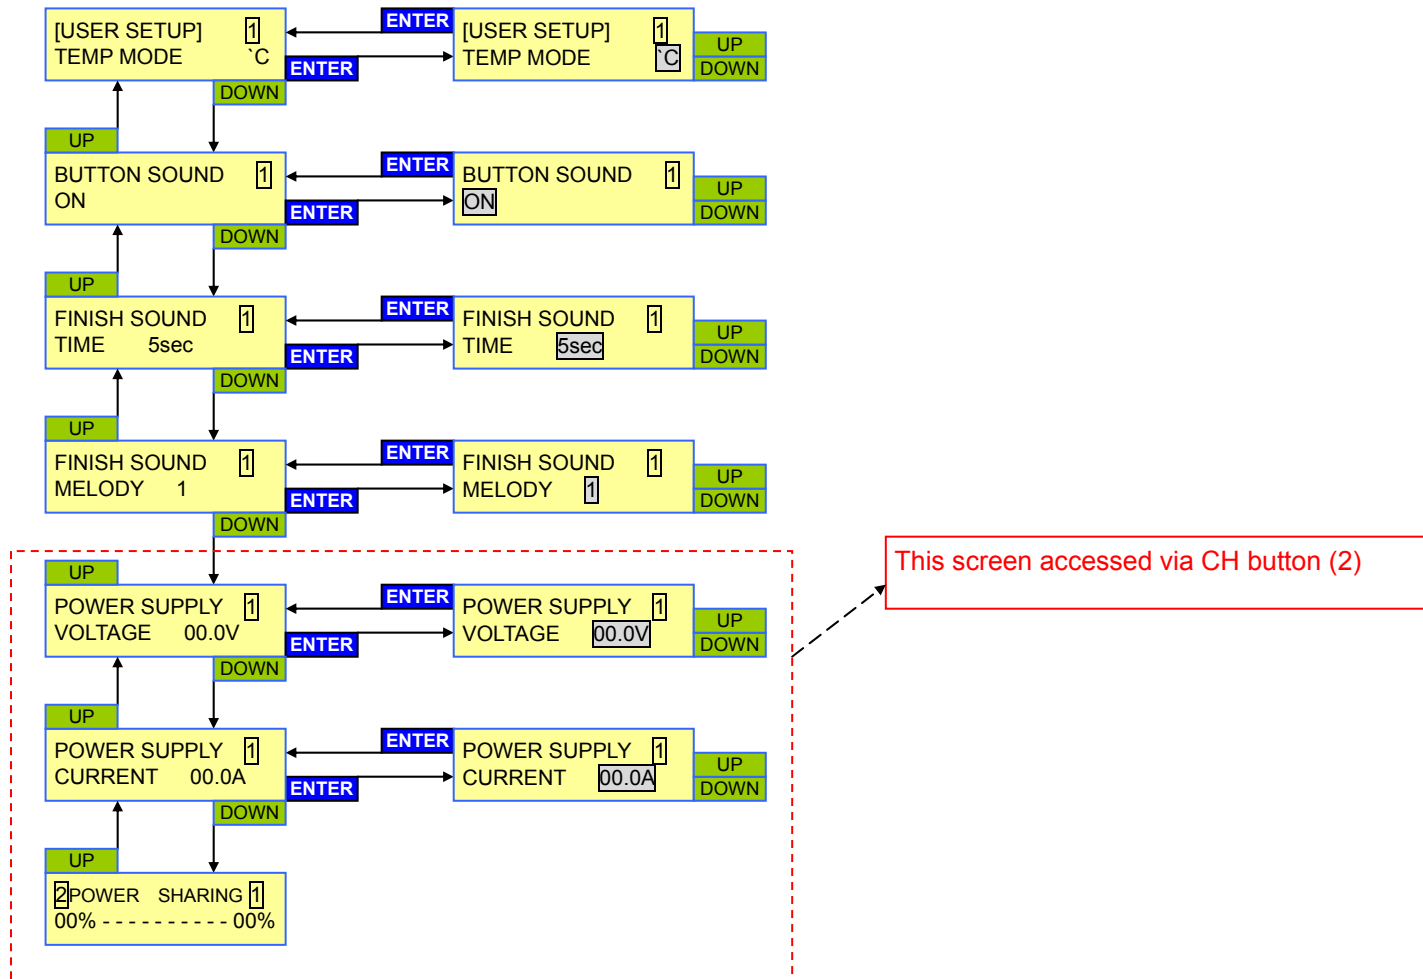 ENTER
[USER SETUP] 1
TEMP MODE `C
[USER SETUP] 1
TEMP MODE `C
UP
DOWN
ENTER
DOWN
UP
BUTTON SOUND 1
ON
ENTER
BUTTON SOUND 1
ON
UP
DOWN
ENTER
DOWN
UP
FINISH SOUND 1
TIME 5sec
ENTER
FINISH SOUND 1
TIME 5sec
UP
DOWN
ENTER
DOWN
UP
FINISH SOUND 1
MELODY 1
ENTER
FINISH SOUND 1
MELODY 1
UP
DOWN
ENTER
DOWN
This screen accessed via CH button (2)
UP
POWER SUPPLY 1
VOLTAGE 00.0V
ENTER
POWER SUPPLY 1
VOLTAGE 00.0V
UP
DOWN
ENTER
DOWN
UP
POWER SUPPLY 1
CURRENT 00.0A
ENTER
POWER SUPPLY 1
CURRENT 00.0A
UP
DOWN
ENTER
DOWN
UP
2 POWER SHARING 1
00% - - - - - - - - - - 00%